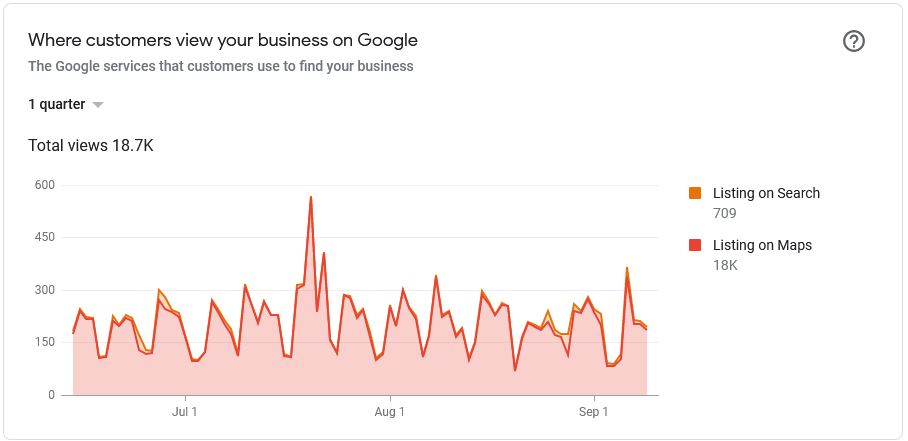 Where customers view your business on Google
The Google services that customers use to find your business
1 quarter
Total views 18.7K
600
450
300
150
0
Jul 1
Aug 1
Sep 1
Listing on Search
709
Listing on Maps
18K